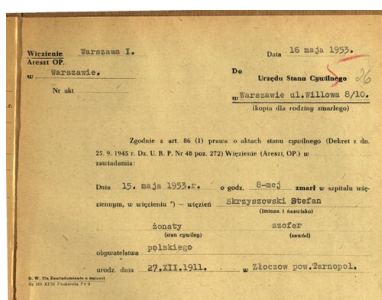 Więzienie Warszawa I.
Areszt OP.
w Warszawie.
Nr akt
Data 16 maja 1953.
Do
Urzędu Stanu Cywilnego
26
w Warszawie ul.Willowa 8/10.
(kopia dla rodziny zmarłego)
Zgodnie z art. 86 (1) prawa o aktach stanu cywilnego (Dekret z dn.
25. 9. 1945 r. Dz. U. R. P. Nr 48 poz. 272) Więzienie (Areszt, OP.) w
zawiadamia:
Dnia 15. maja 1953.r. o godz. 8-mej zmarł w szpitalu wię-
ziennym, w więzieniu *) — więzień Skrzyszowski Stefan
(imiona i nazwisko)
żonaty szofer
(stan cywilny) (zawód)
obywatelstwa polskiego
urodz. dnia 27.XII.1911. w Złoczow pow.Tarnopol.